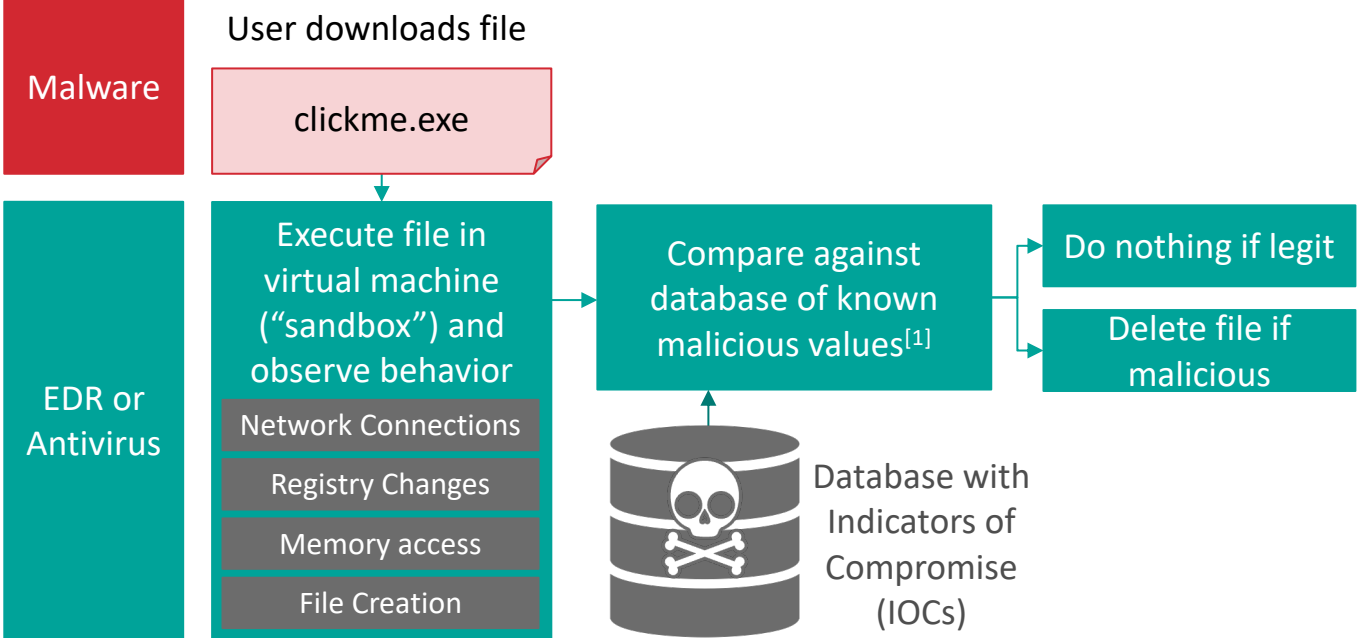 User downloads file
Malware
clickme.exe
EDR or
Antivirus
Execute file in
virtual machine
(“sandbox”) and
observe behavior
Network Connections
Registry Changes
Memory access
File Creation
Compare against
database of known
malicious values[1]
Database with
Indicators of
Compromise
(IOCs)
Do nothing if legit
Delete file if
malicious